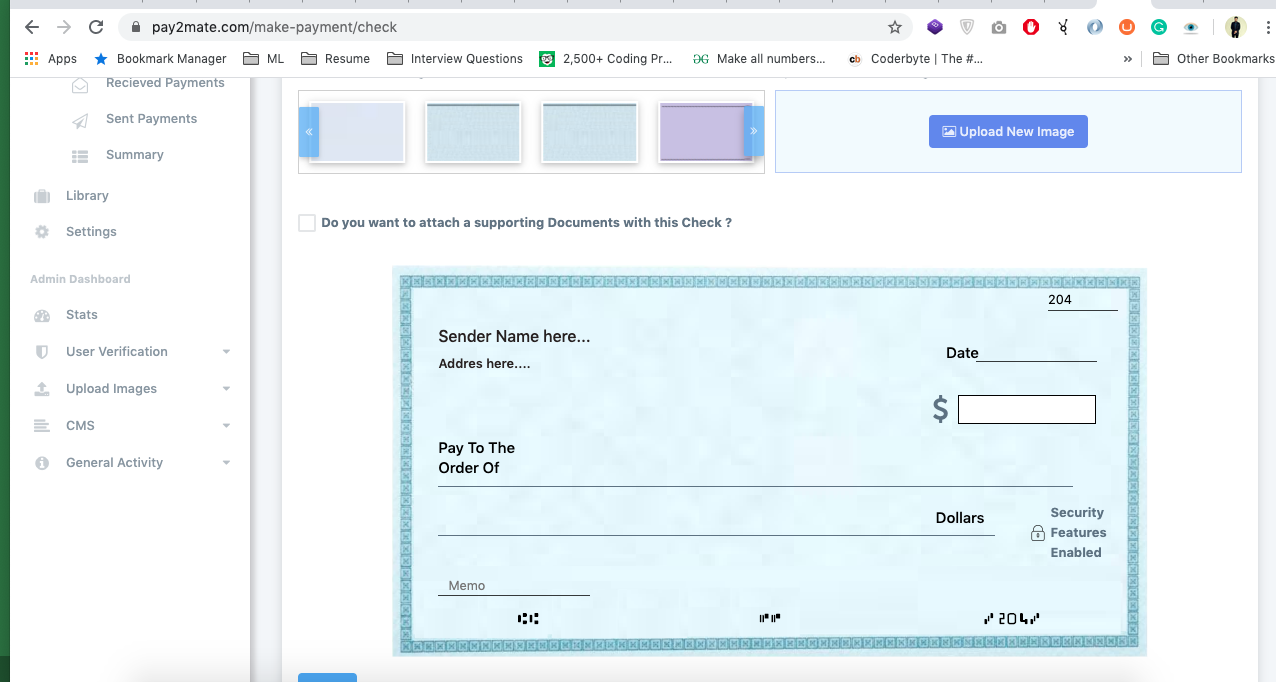 pay2mate.com/make-payment/check
Apps Bookmark Manager ML Resume Interview Questions 2,500+ Coding Pr... Make all numbers... cb Coderbyte | The #... » Other Bookmarks
Recieved Payments
Sent Payments
Summary
Library
Settings
Admin Dashboard
Stats
User Verification
Upload Images
CMS
General Activity
« »
Upload New Image
Do you want to attach a supporting Documents with this Check ?
204
Sender Name here...
Addres here....
Date
$
Pay To The
Order Of
Dollars
Security
Features
Enabled
Memo
⑆ ⑈ ⑈204⑈